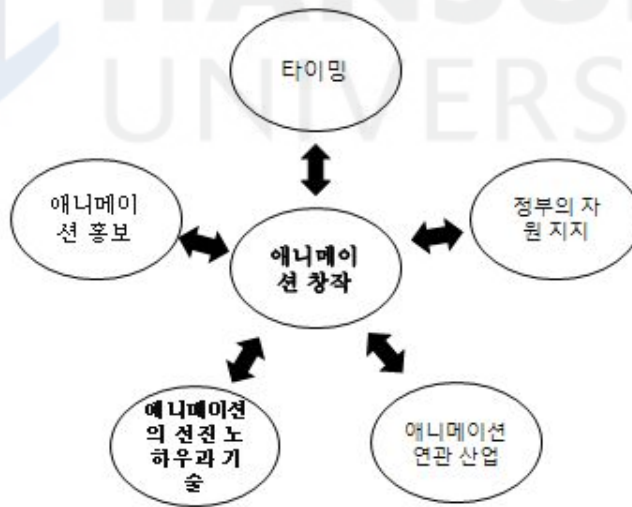 HANSUNG
UNIVERS
타이밍
애니메이
션 홍보
정부의 자
원 지지
애니메이
션 창작
애니메이션
의 선진 노
하우과 기
술
애니메이션
연관 산업